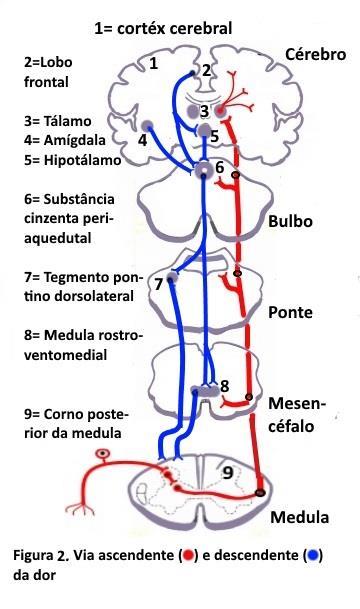 1= cortéx cerebral
Cérebro
1
2=Lobo
frontal
2
3= Tálamo
4= Amígdala
5= Hipotálamo
3
4
5
6= Substância
cinzenta peri-
aquedutal
6
Bulbo
7= Tegmento pon-
tino dorsolateral
7
Ponte
8= Medula rostro-
ventomedial
8
Mesen-
céfalo
9= Corno poste-
rior da medula
9
Medula
Figura 2. Via ascendente ( ) e descendente ( )
da dor